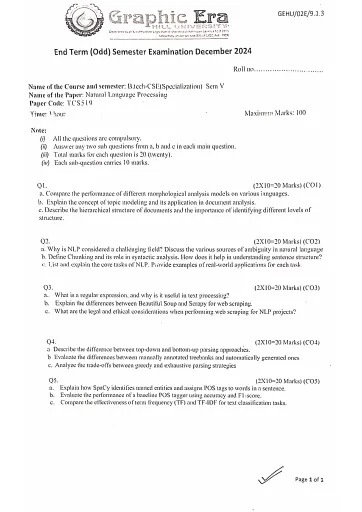 GEHU/02E/9.1.3
Graphic Era
HILL UNIVERSITY
End Term (Odd) Semester Examination December 2024
Roll no...............................
Name of the Course and semester: B.tech-CSE(Specialization) Sem V
Name of the Paper: Natural Language Processing
Paper Code: TCS519
Time: 3 hour
Maximum Marks: 100
Note:
(i) All the questions are compulsory.
(ii) Answer any two sub questions from a, b and c in each main question.
(iii) Total marks for each question is 20 (twenty).
(iv) Each sub-question carries 10 marks.
Q1. (2X10=20 Marks) (CO1)
a. Compare the performance of different morphological analysis models on various languages.
b. Explain the concept of topic modeling and its application in document analysis.
c. Describe the hierarchical structure of documents and the importance of identifying different levels of
structure.
Q2. (2X10=20 Marks) (CO2)
a. Why is NLP considered a challenging field? Discuss the various sources of ambiguity in natural language
b. Define Chunking and its role in syntactic analysis. How does it help in understanding sentence structure?
c. List and explain the core tasks of NLP. Provide examples of real-world applications for each task.
Q3. (2X10=20 Marks) (CO3)
a. What is a regular expression, and why is it useful in text processing?
b. Explain the differences between Beautiful Soup and Scrapy for web scraping.
c. What are the legal and ethical considerations when performing web scraping for NLP projects?
Q4. (2X10=20 Marks) (CO4)
a Describe the difference between top-down and bottom-up parsing approaches.
b Evaluate the differences between manually annotated treebanks and automatically generated ones
c. Analyze the trade-offs between greedy and exhaustive parsing strategies
Q5. (2X10=20 Marks) (CO5)
a. Explain how SpaCy identifies named entities and assigns POS tags to words in a sentence.
b. Evaluate the performance of a baseline POS tagger using accuracy and F1-score.
c. Compare the effectiveness of term frequency (TF) and TF-IDF for text classification tasks.
Page 1 of 1